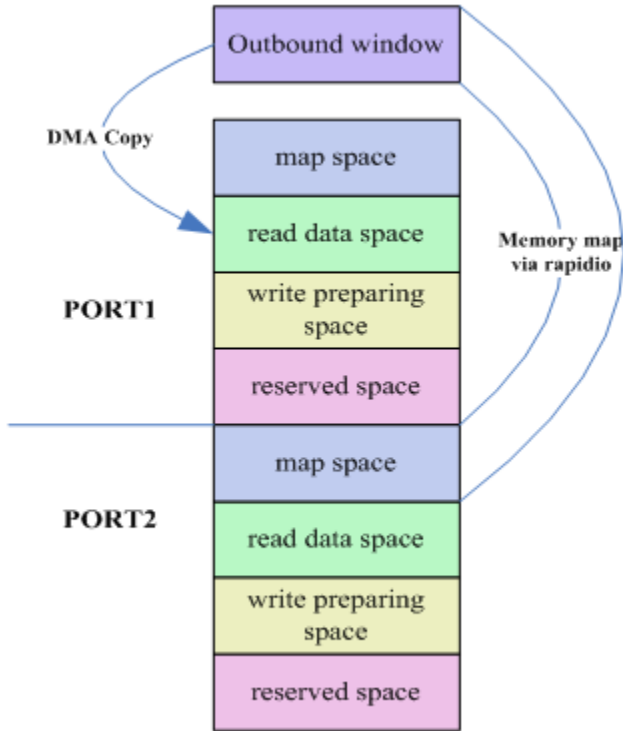 Outbound window
DMA Copy
map space
read data space
Memory map
via rapidio
PORT1
write preparing
space
reserved space
map space
PORT2
read data space
write preparing
space
reserved space